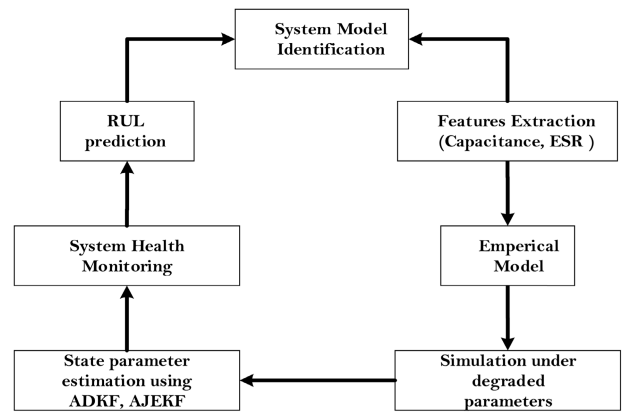 System Model
Identification
RUL
prediction
Features Extraction
(Capacitance, ESR )
System Health
Monitoring
Emperical
Model
State parameter
estimation using
ADKF, AJEKF
Simulation under
degraded
parameters